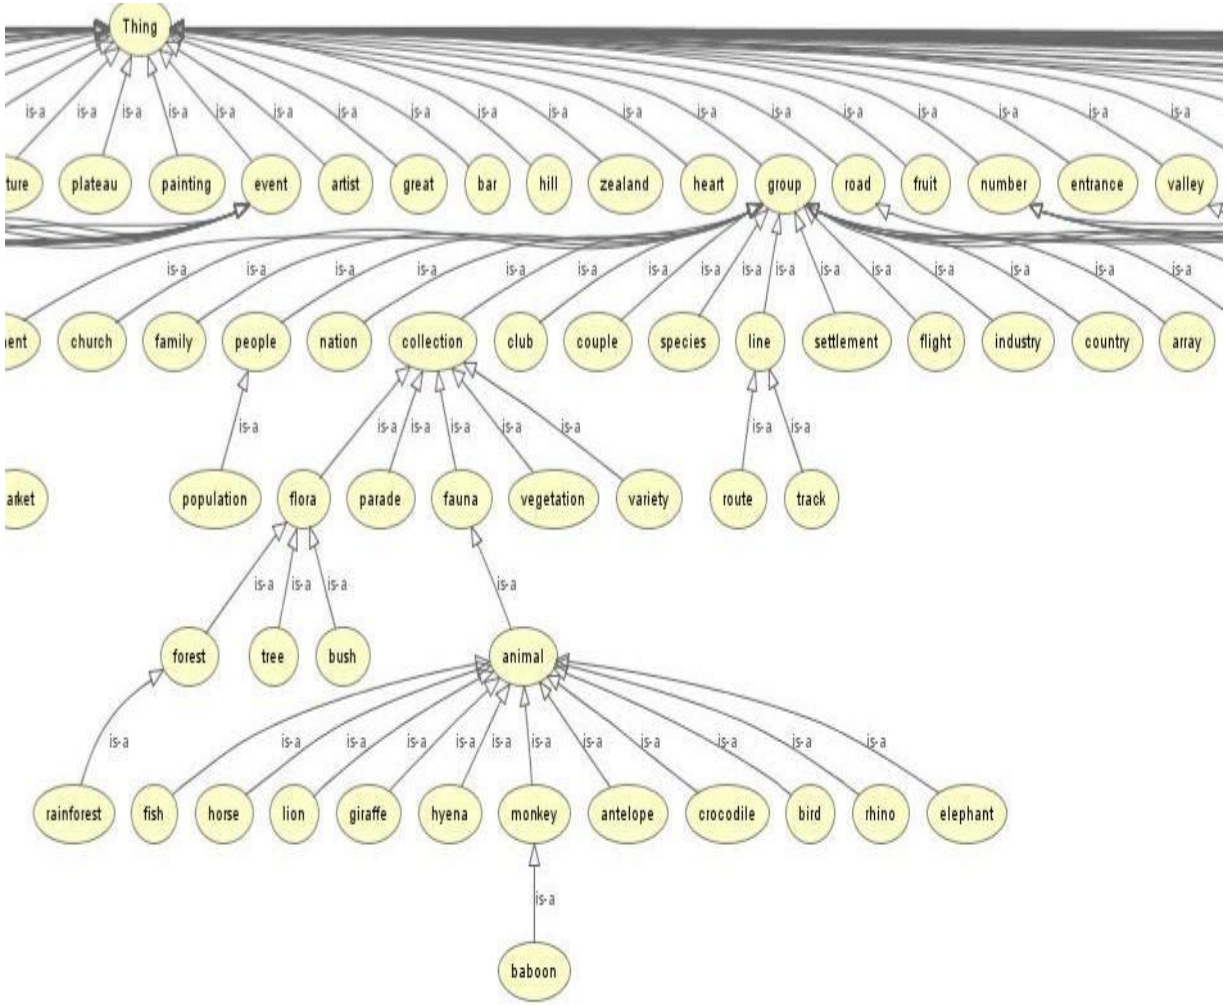 Thing
is-a is-a is-a is-a is-a is-a is-a is-a is-a is-a is-a is-a is-a is-a is-a is-a is-a
ture plateau painting event artist great bar hill zealand heart group road fruit number entrance valley
is-a is-a is-a is-a is-a is-a is-a is-a is-a is-a is-a is-a is-a is-a is-a
ent church family people nation collection club couple species line settlement flight industry country array
is-a is-a is-a is-a is-a is-a is-a is-a
arket population flora parade fauna vegetation variety route track
is-a is-a is-a is-a
forest tree bush animal
is-a is-a is-a is-a is-a is-a is-a is-a is-a is-a is-a is-a
rainforest fish horse lion giraffe hyena monkey antelope crocodile bird rhino elephant
is-a
baboon